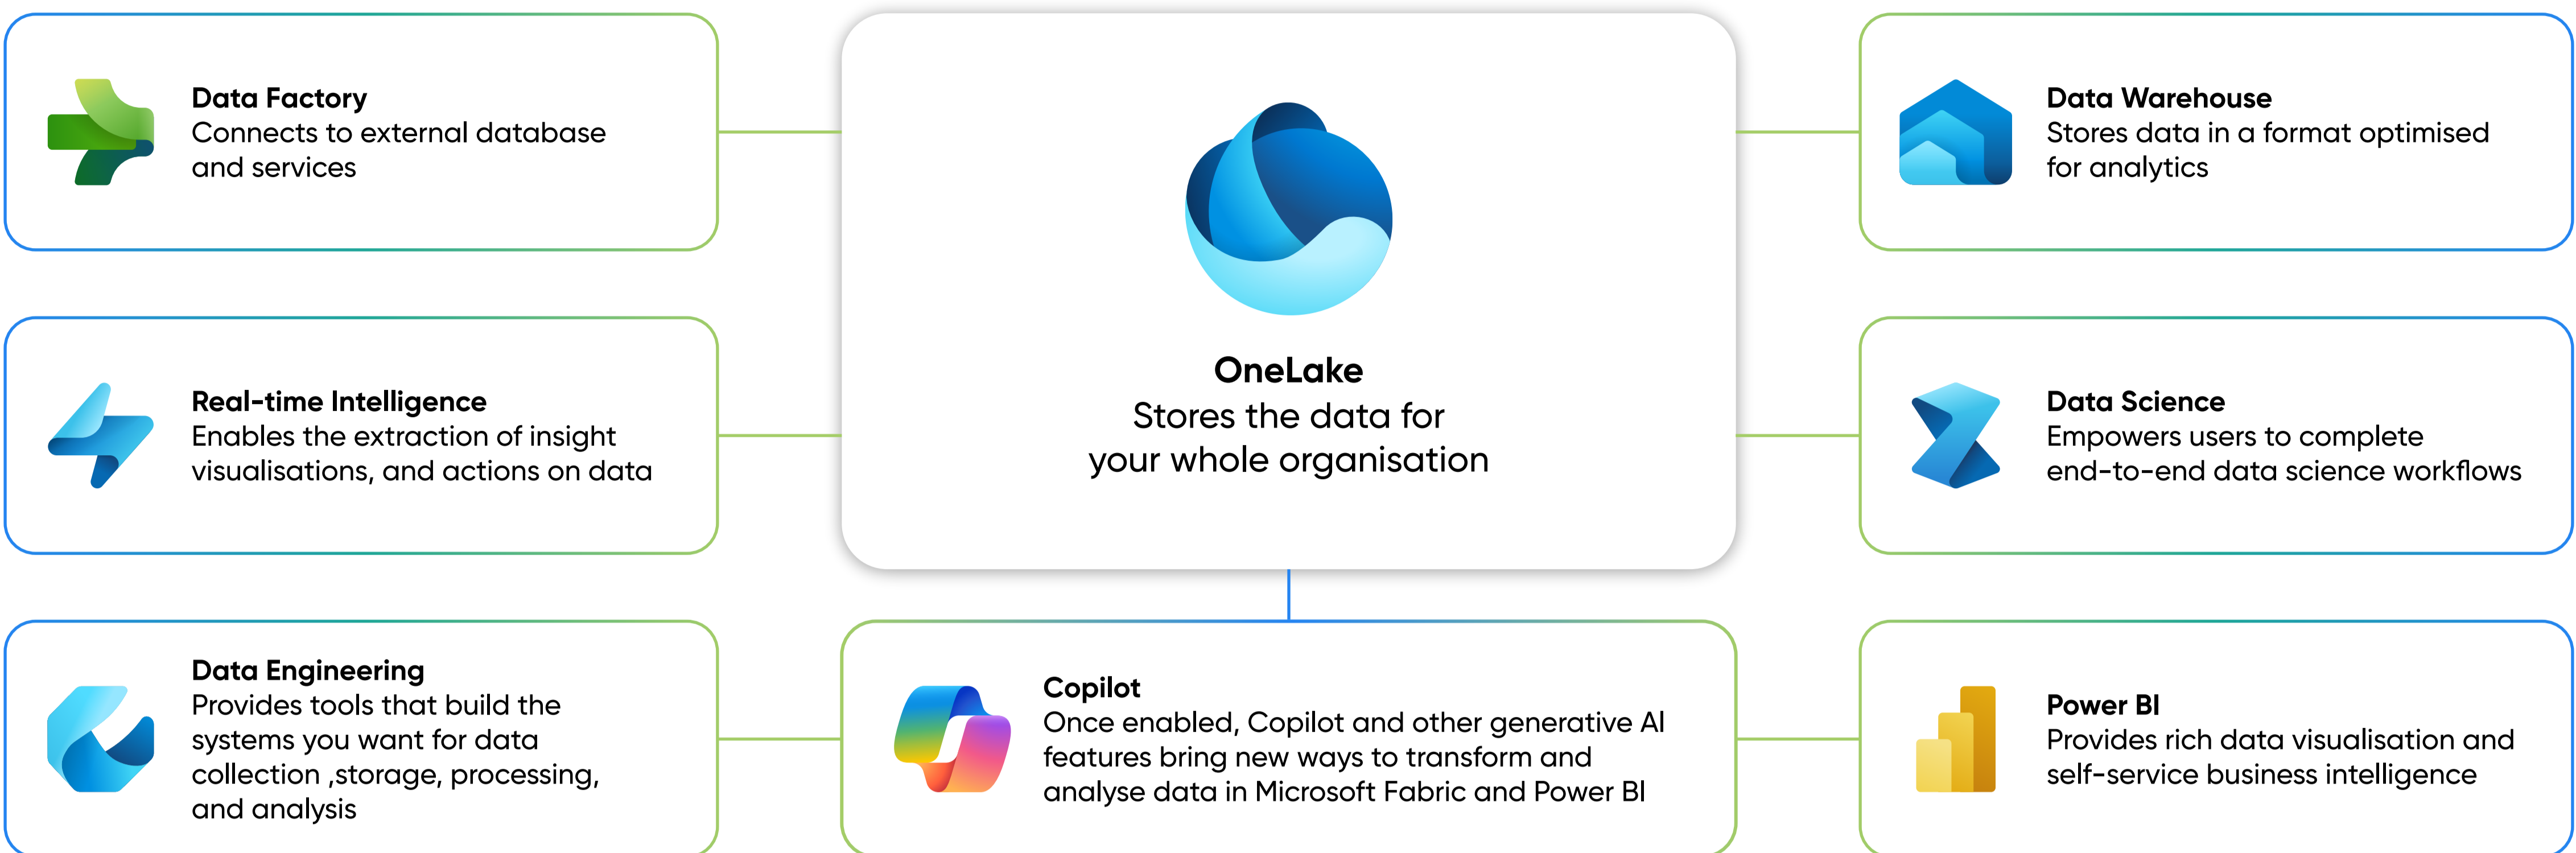 Data Factory
Connects to external database
and services
OneLake
Stores the data for
your whole organisation
Data Warehouse
Stores data in a format optimised
for analytics
Real-time Intelligence
Enables the extraction of insight
visualisations, and actions on data
Data Science
Empowers users to complete
end-to-end data science workflows
Data Engineering
Provides tools that build the
systems you want for data
collection ,storage, processing,
and analysis
Copilot
Once enabled, Copilot and other generative AI
features bring new ways to transform and
analyse data in Microsoft Fabric and Power BI
Power BI
Provides rich data visualisation and
self-service business intelligence